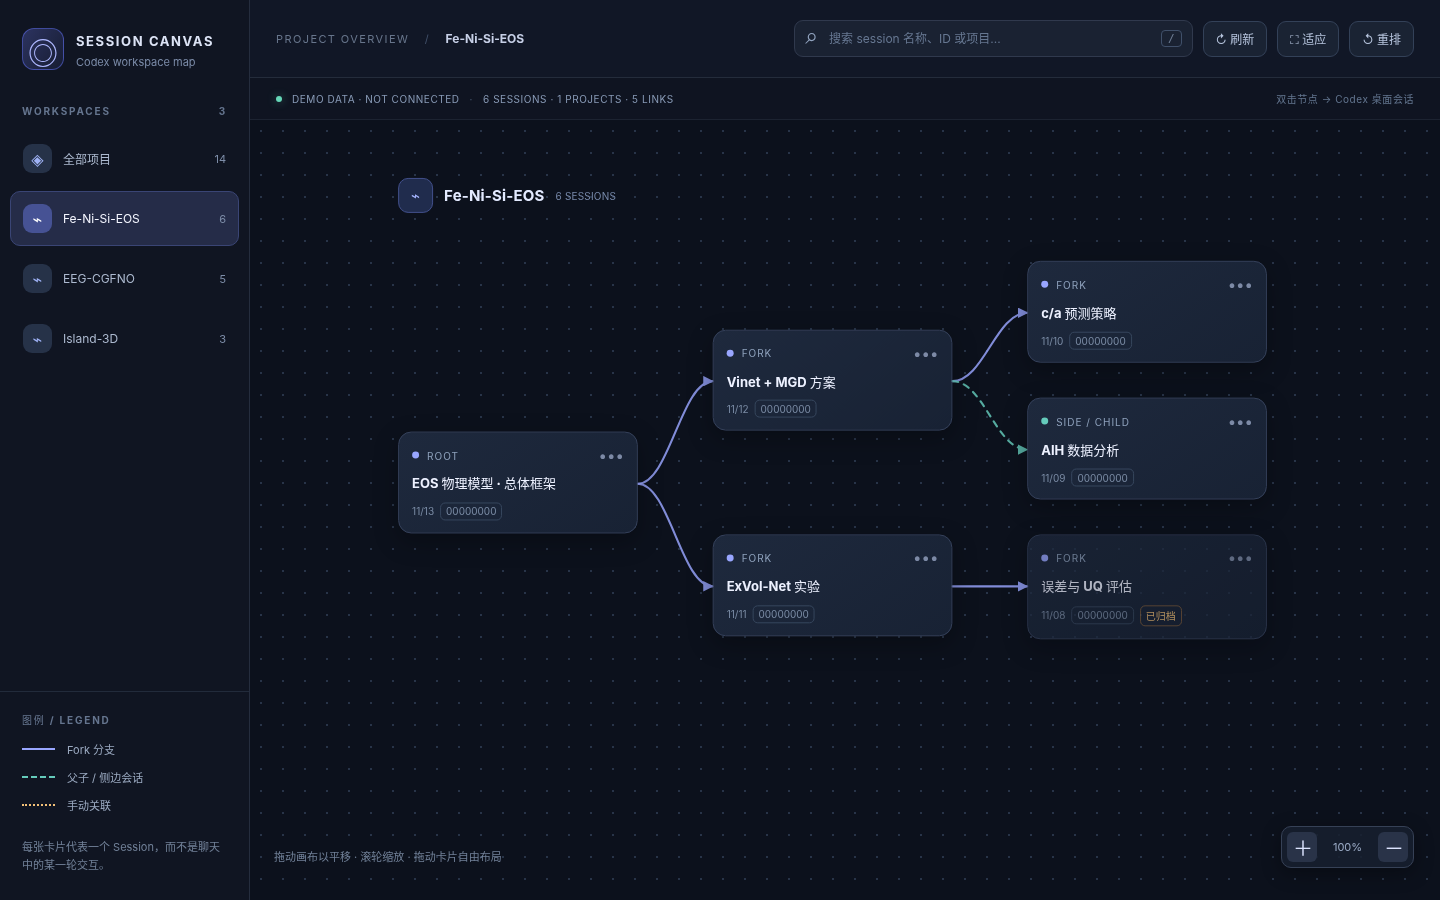 SESSION CANVAS
Codex workspace map
WORKSPACES 3
全部项目 14
Fe-Ni-Si-EOS 6
EEG-CGFNO 5
Island-3D 3
图例 / LEGEND
Fork 分支
父子 / 侧边会话
手动关联
每张卡片代表一个 Session，而不是聊天
中的某一轮交互。
PROJECT OVERVIEW / Fe-Ni-Si-EOS
搜索 session 名称、ID 或项目... /
刷新
适应
重排
DEMO DATA · NOT CONNECTED · 6 SESSIONS · 1 PROJECTS · 5 LINKS
双击节点 → Codex 桌面会话
Fe-Ni-Si-EOS 6 SESSIONS
ROOT
EOS 物理模型 · 总体框架
11/13 00000000
FORK
Vinet + MGD 方案
11/12 00000000
FORK
ExVol-Net 实验
11/11 00000000
FORK
c/a 预测策略
11/10 00000000
SIDE / CHILD
AIH 数据分析
11/09 00000000
FORK
误差与 UQ 评估
11/08 00000000 已归档
拖动画布以平移 · 滚轮缩放 · 拖动卡片自由布局
+ 100% −